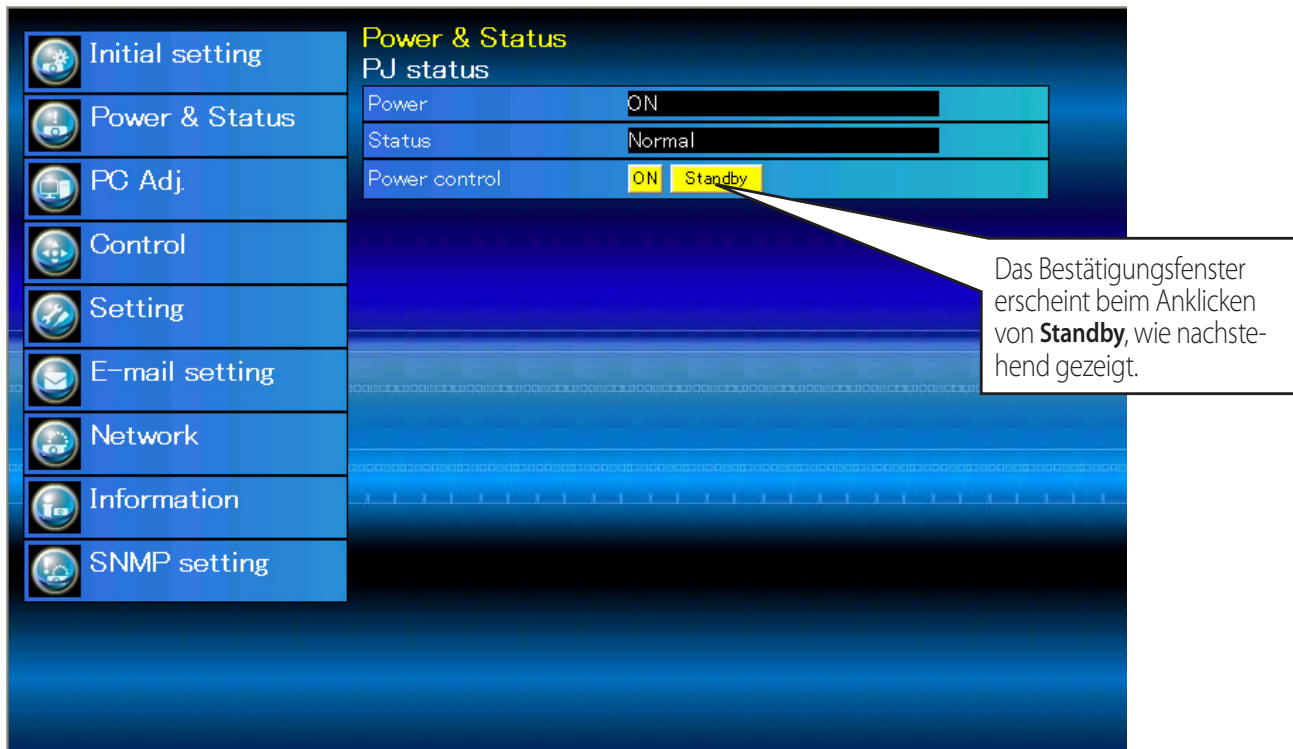 Initial setting
Power & Status
PC Adj.
Control
Setting
E-mail setting
Network
Information
SNMP setting
Power & Status
PJ status
Power ON
Status Normal
Power control ON Standby
Das Bestätigungsfenster
erscheint beim Anklicken
von Standby, wie nachste-
hend gezeigt.